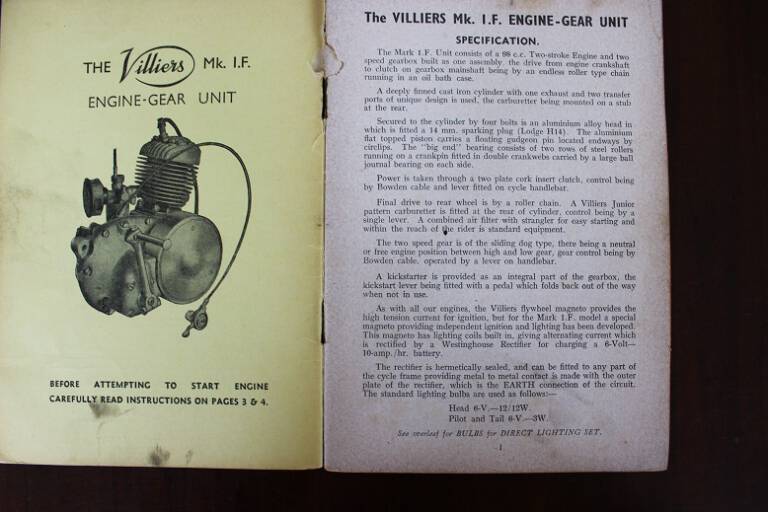 THE Villiers Mk. I.F.
ENGINE-GEAR UNIT
BEFORE ATTEMPTING TO START ENGINE
CAREFULLY READ INSTRUCTIONS ON PAGES 3 & 4.
The VILLIERS Mk. I.F. ENGINE-GEAR UNIT
SPECIFICATION.
The Mark I.F. Unit consists of a 98 c.c. Two-stroke Engine and two
speed gearbox built as one assembly, the drive from engine crankshaft
to clutch on gearbox mainshaft being by an endless roller type chain
running in an oil bath case.
A deeply finned cast iron cylinder with one exhaust and two transfer
ports of unique design is used, the carburetter being mounted on a stub
at the rear.
Secured to the cylinder by four bolts is an aluminium alloy head in
which is fitted a 14 mm. sparking plug (Lodge H14). The aluminium
flat topped piston carries a floating gudgeon pin located endways by
circlips. The "big end" bearing consists of two rows of steel rollers
running on a crankpin fitted in double crankwebs carried by a large ball
journal bearing on each side.
Power is taken through a two plate cork insert clutch, control being
by Bowden cable and lever fitted on cycle handlebar.
Final drive to rear wheel is by a roller chain. A Villiers Junior
pattern carburetter is fitted at the rear of cylinder, control being by a
single lever. A combined air filter with strangler for easy starting and
within the reach of the rider is standard equipment.
The two speed gear is of the sliding dog type, there being a neutral
or free engine position between high and low gear, gear control being by
Bowden cable, operated by a lever on handlebar.
A kickstarter is provided as an integral part of the gearbox, the
kickstart lever being fitted with a pedal which folds back out of the way
when not in use.
As with all our engines, the Villiers flywheel magneto provides the
high tension current for ignition, but for the Mark I.F. model a special
magneto providing independent ignition and lighting has been developed.
This magneto has lighting coils built in, giving alternating current which
is rectified by a Westinghouse Rectifier for charging a 6-Volt—
10-amp./hr. battery.
The rectifier is hermetically sealed, and can be fitted to any part of
the cycle frame providing metal to metal contact is made with the outer
plate of the rectifier, which is the EARTH connection of the circuit.
The standard lighting bulbs are used as follows:—
Head 6-V.—12/12W.
Pilot and Tail 6-V.—3W.
See overleaf for BULBS for DIRECT LIGHTING SET.
1